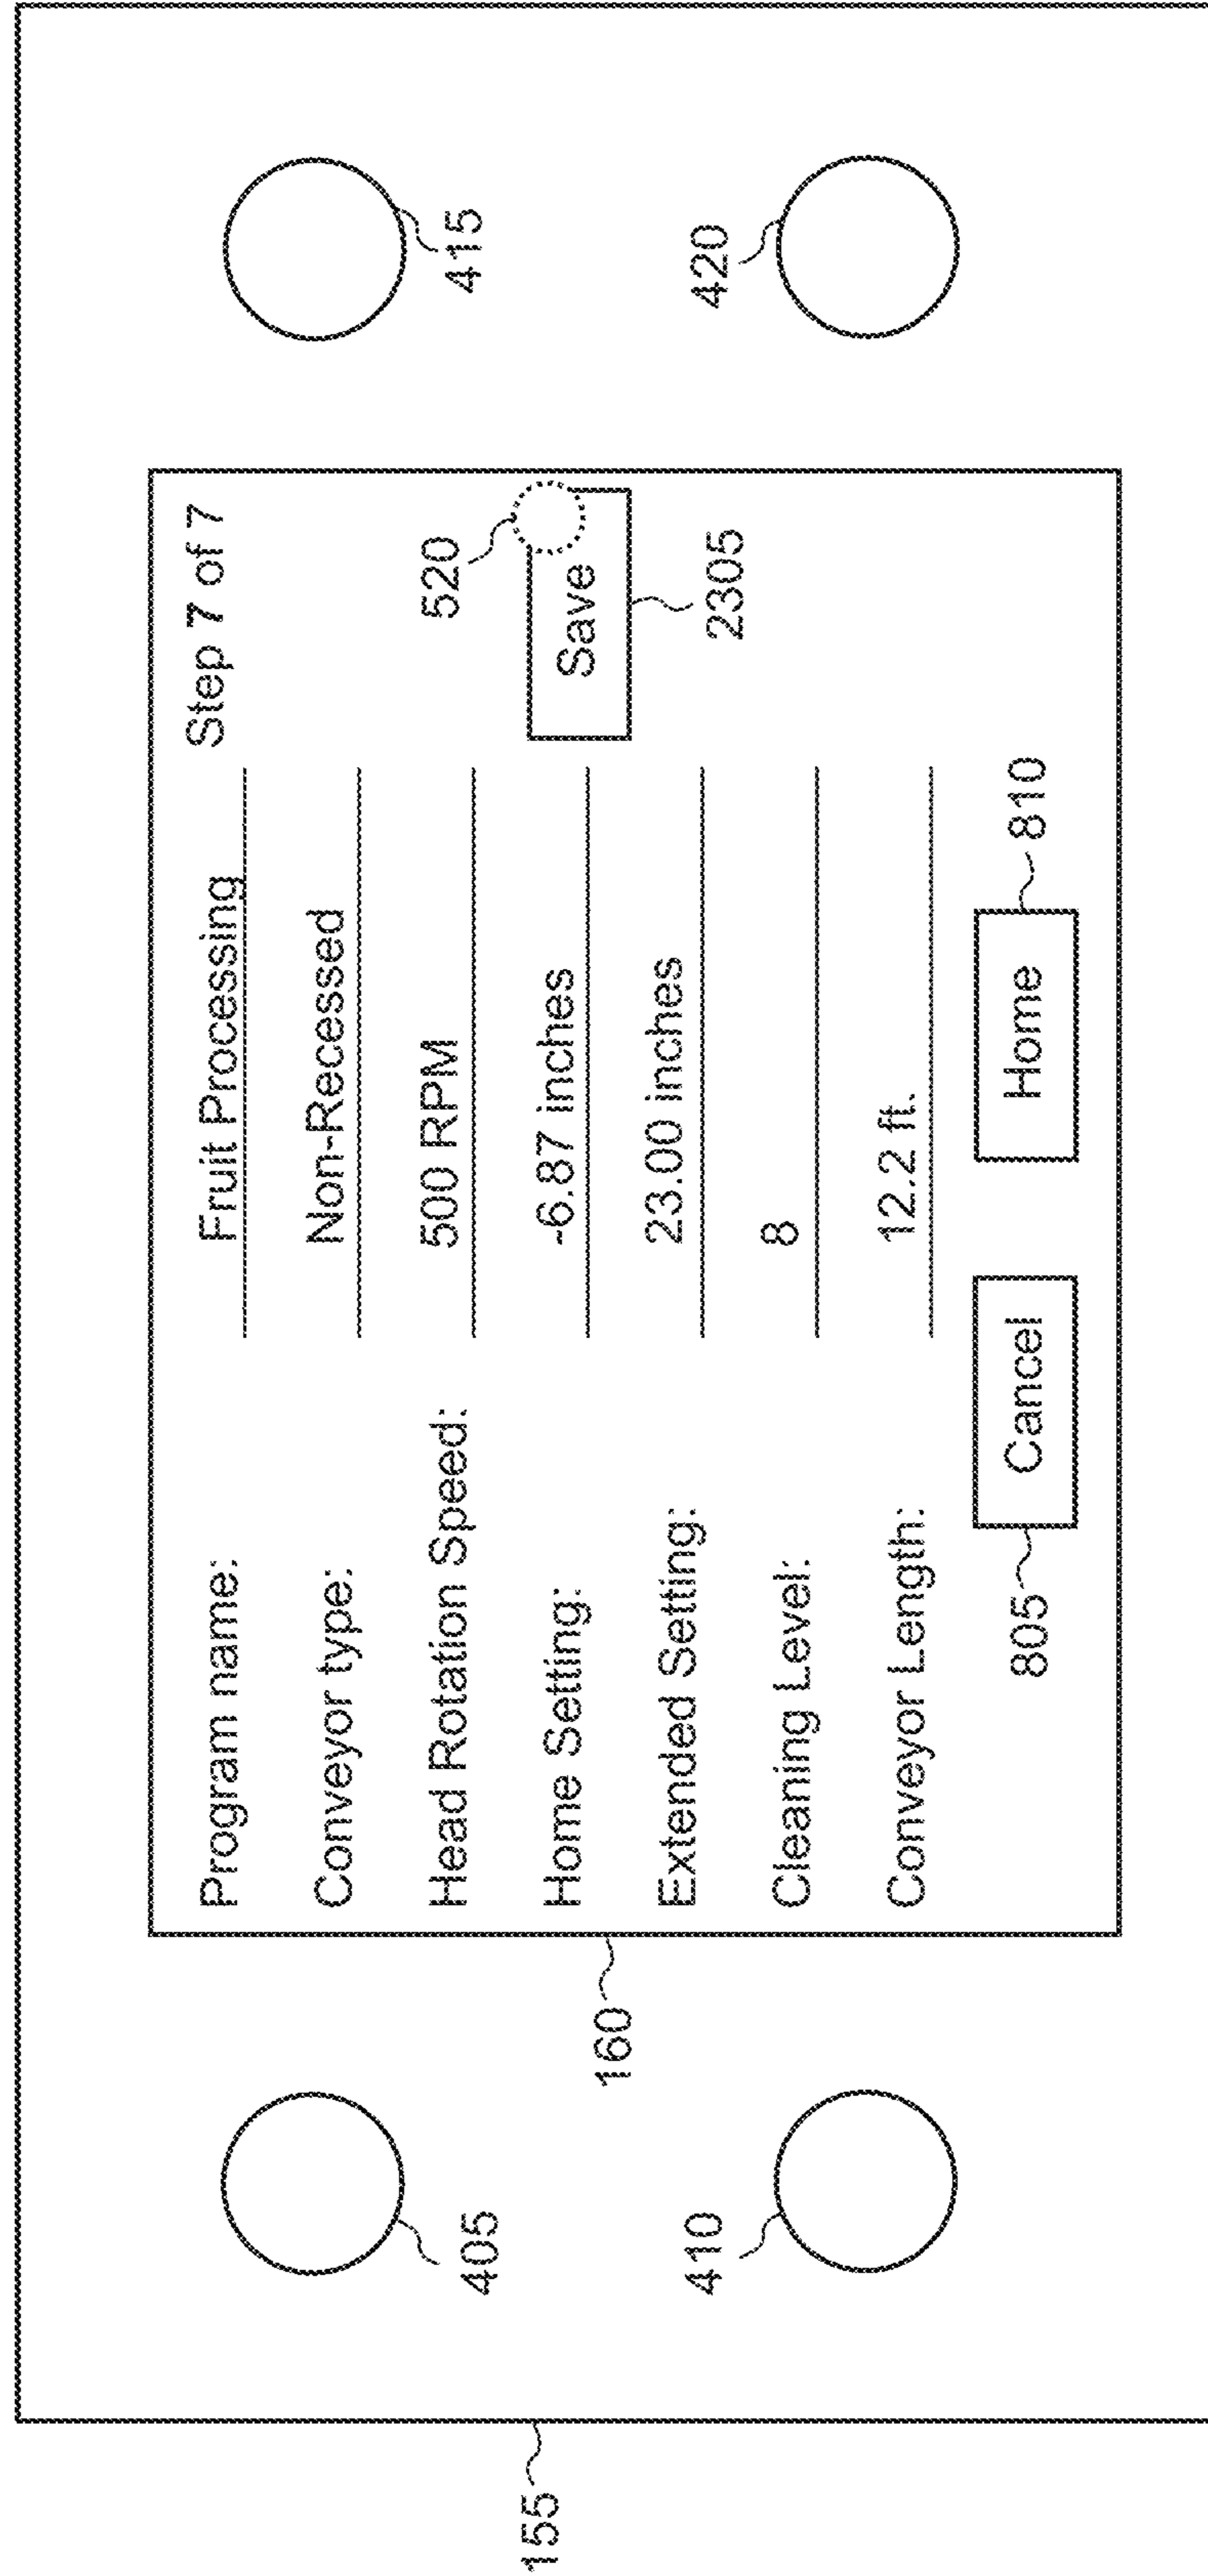 Step 7 of 7
Program name: Fruit Processing
Conveyor type: Non-Recessed
Head Rotation Speed: 500 RPM
Home Setting: -6.87 inches
Extended Setting: 23.00 inches
Cleaning Level: 8
Conveyor Length: 12.2 ft.
Save
Cancel
Home
155
160
405
410
415
420
520
2305
805
810